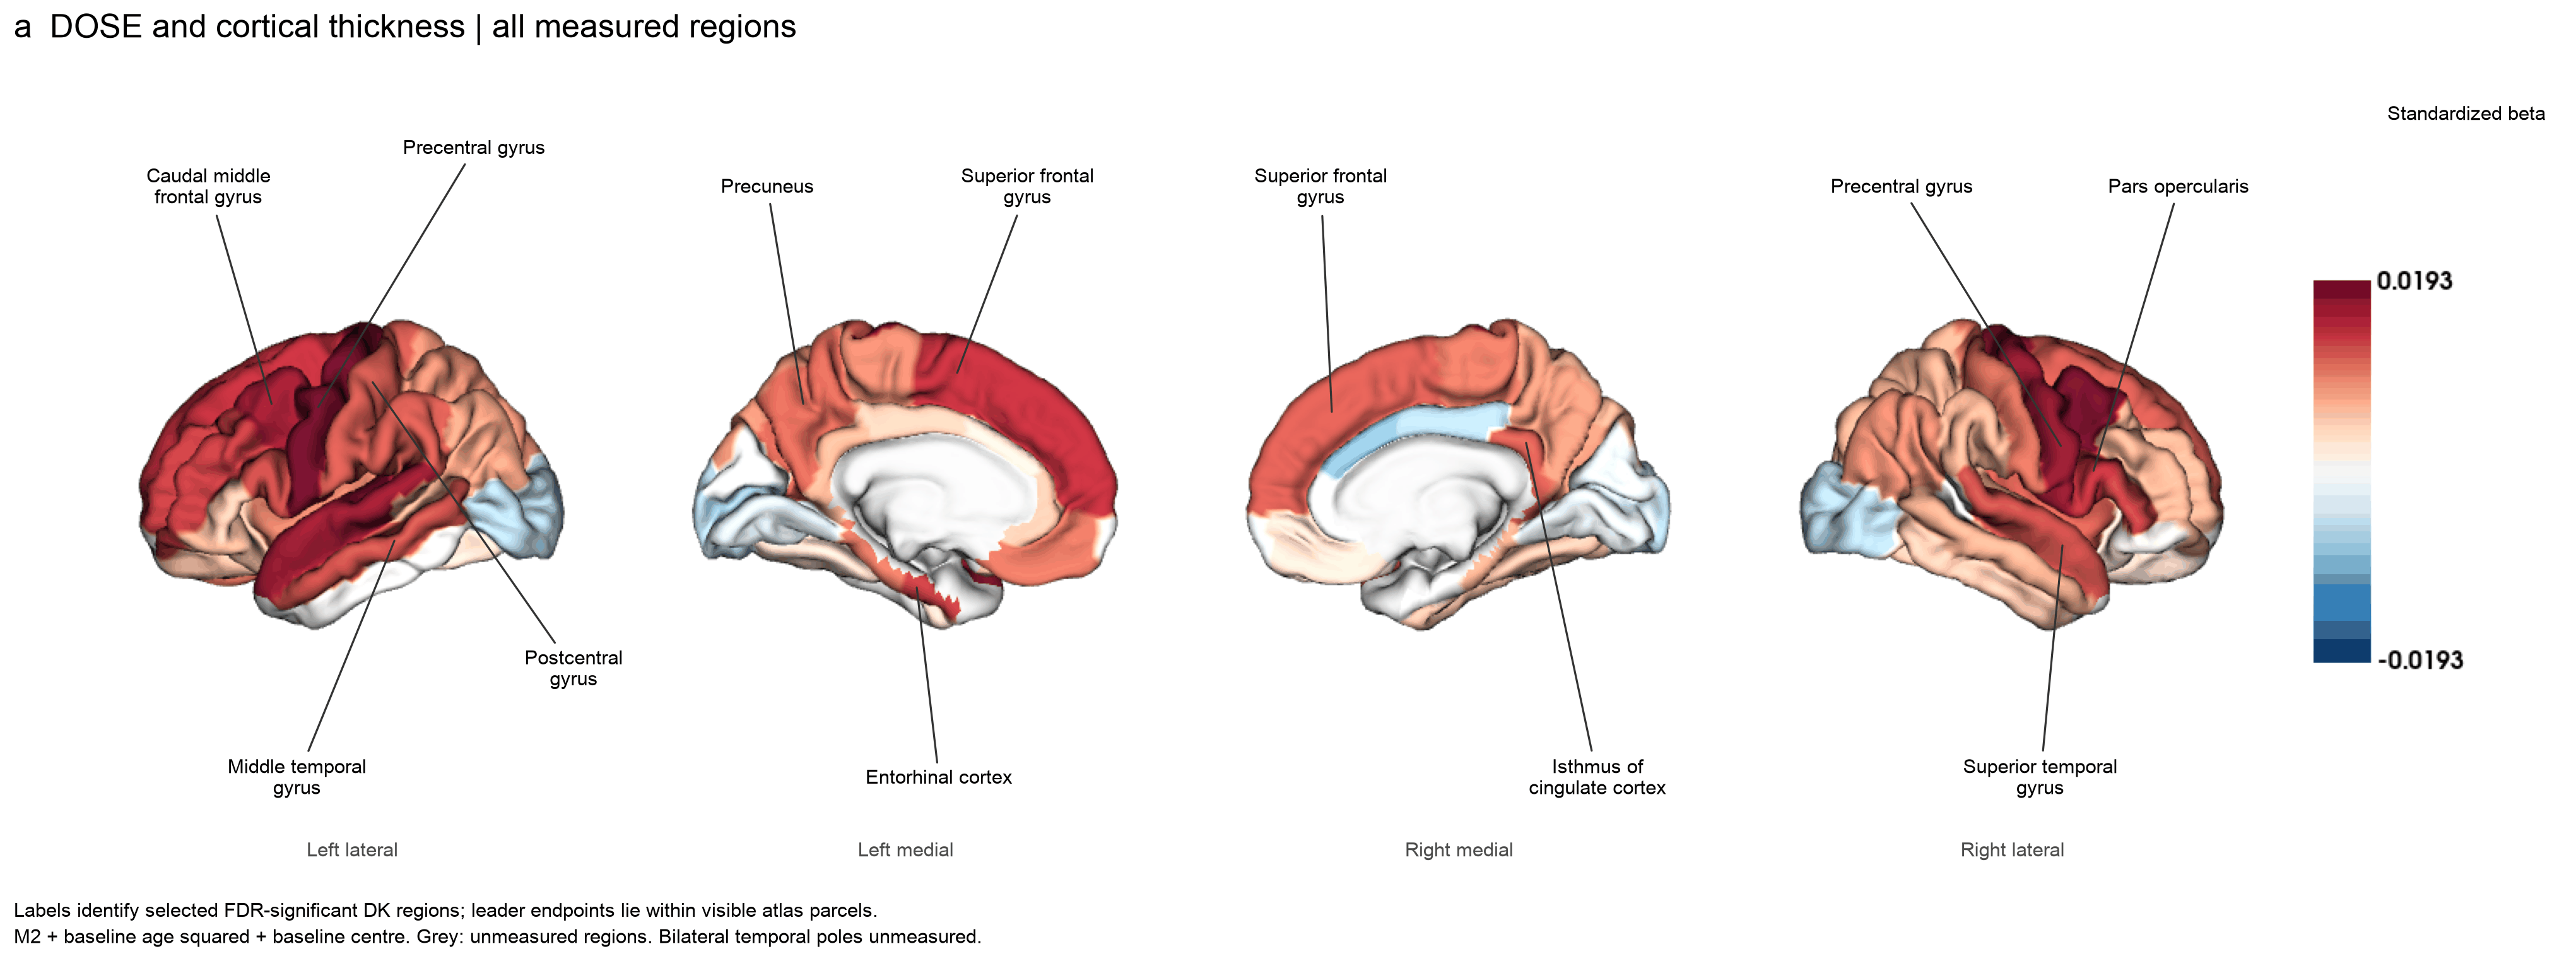 a DOSE and cortical thickness | all measured regions
Standardized beta
Precentral gyrus
Caudal middle
frontal gyrus
Precuneus
Superior frontal
gyrus
Superior frontal
gyrus
Precentral gyrus
Pars opercularis
0.0193
-0.0193
Postcentral
gyrus
Middle temporal
gyrus
Entorhinal cortex
Isthmus of
cingulate cortex
Superior temporal
gyrus
Left lateral
Left medial
Right medial
Right lateral
Labels identify selected FDR-significant DK regions; leader endpoints lie within visible atlas parcels.
M2 + baseline age squared + baseline centre. Grey: unmeasured regions. Bilateral temporal poles unmeasured.